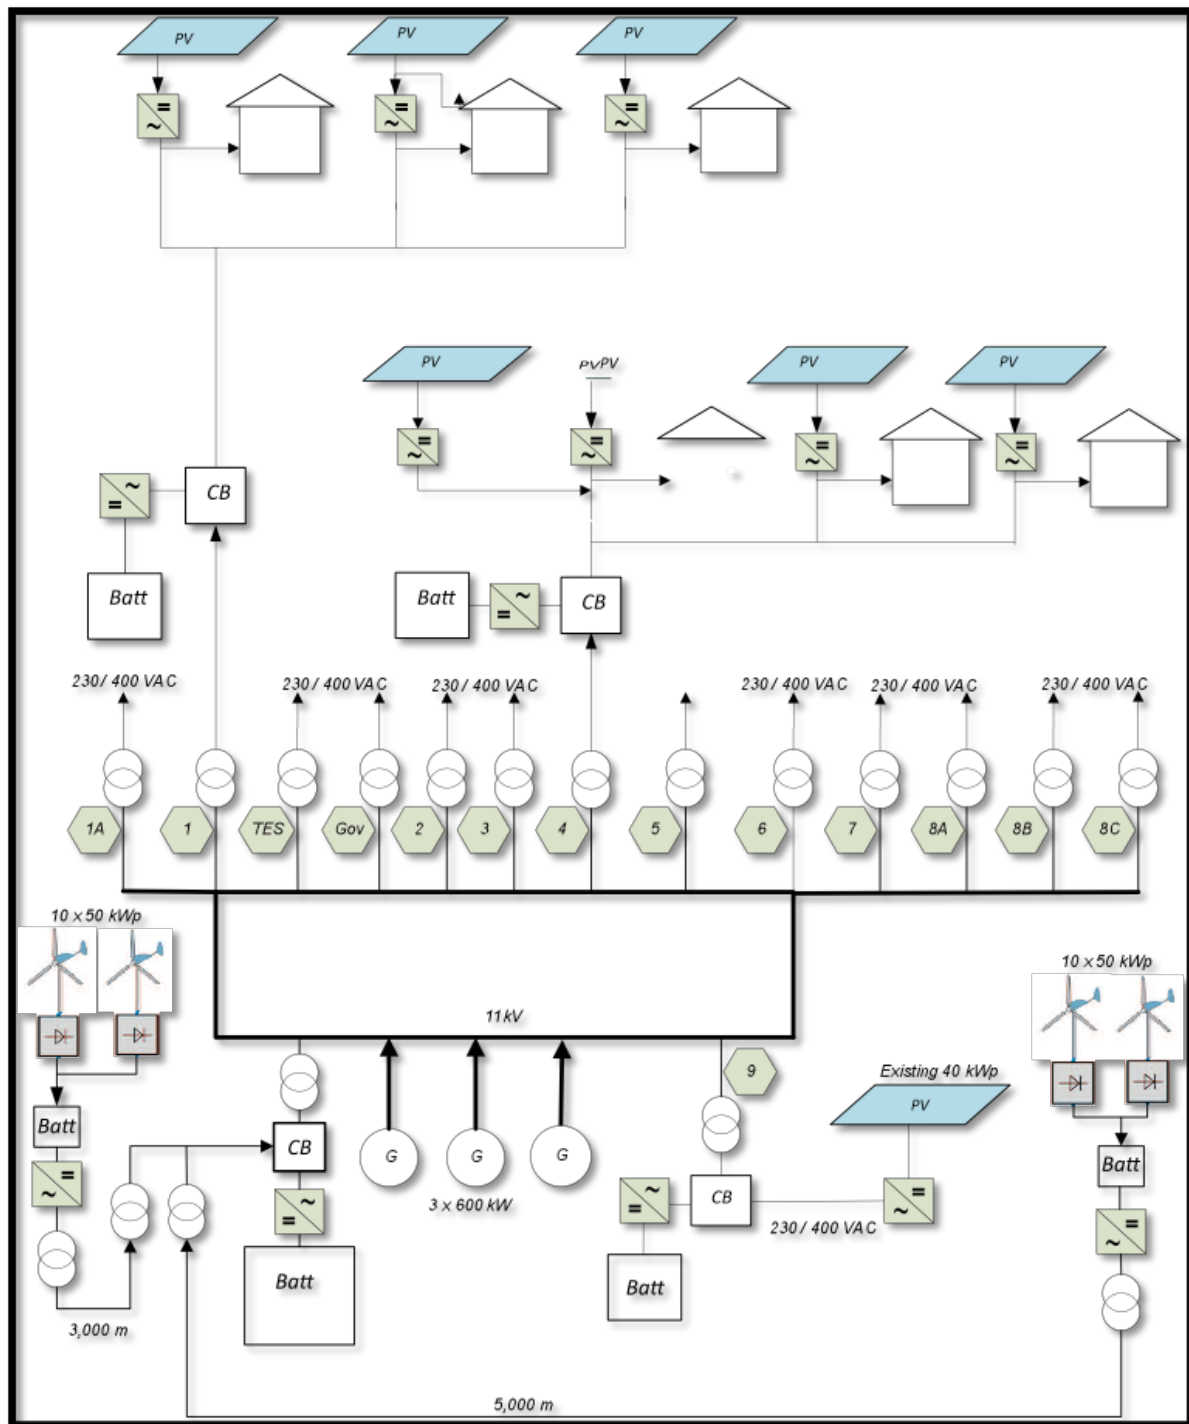 PV
PV
PV
=
~
=
~
=
~
PV
PVPV
PV
PV
~
=
=
~
=
~
=
~
=
~
CB
Batt
Batt
~
=
CB
230 / 400 VAC
230 / 400 VAC
230 / 400 VAC
230 / 400 VAC
230 / 400 VAC
230 / 400 VAC
1A
1
TES
Gov
2
3
4
5
6
7
8A
8B
8C
10 x 50 kWp
10 x 50 kWp
11kV
9
Existing 40 kWp
PV
Batt
CB
G
G
G
Batt
=
~
3 x 600 kW
~
=
CB
=
~
230 / 400 VAC
~
=
=
~
Batt
Batt
3,000 m
5,000 m